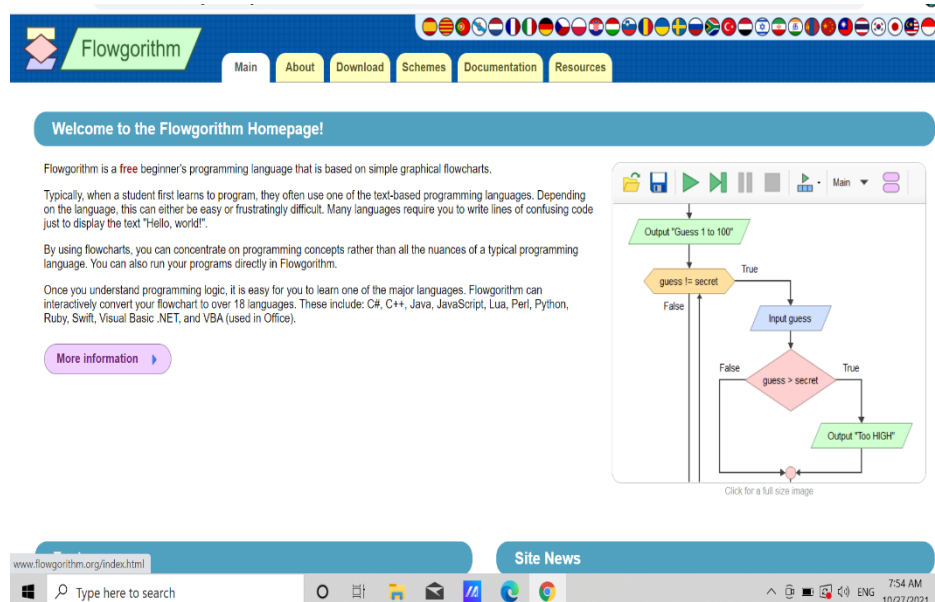 Flowgorithm
Main
About
Download
Schemes
Documentation
Resources
Welcome to the Flowgorithm Homepage!
Flowgorithm is a free beginner's programming language that is based on simple graphical flowcharts.
Typically, when a student first learns to program, they often use one of the text-based programming languages. Depending
on the language, this can either be easy or frustratingly difficult. Many languages require you to write lines of confusing code
just to display the text "Hello, world!".
By using flowcharts, you can concentrate on programming concepts rather than all the nuances of a typical programming
language. You can also run your programs directly in Flowgorithm.
Once you understand programming logic, it is easy for you to learn one of the major languages. Flowgorithm can
interactively convert your flowchart to over 18 languages. These include: C#, C++, Java, JavaScript, Lua, Perl, Python,
Ruby, Swift, Visual Basic .NET, and VBA (used in Office).
More information
Main
Output "Guess 1 to 100"
True
guess != secret
False
Input guess
False
True
guess > secret
Output "Too HIGH"
Click for a full size image
Site News
www.flowgorithm.org/index.html
Type here to search
ENG
7:54 AM
10/27/2021